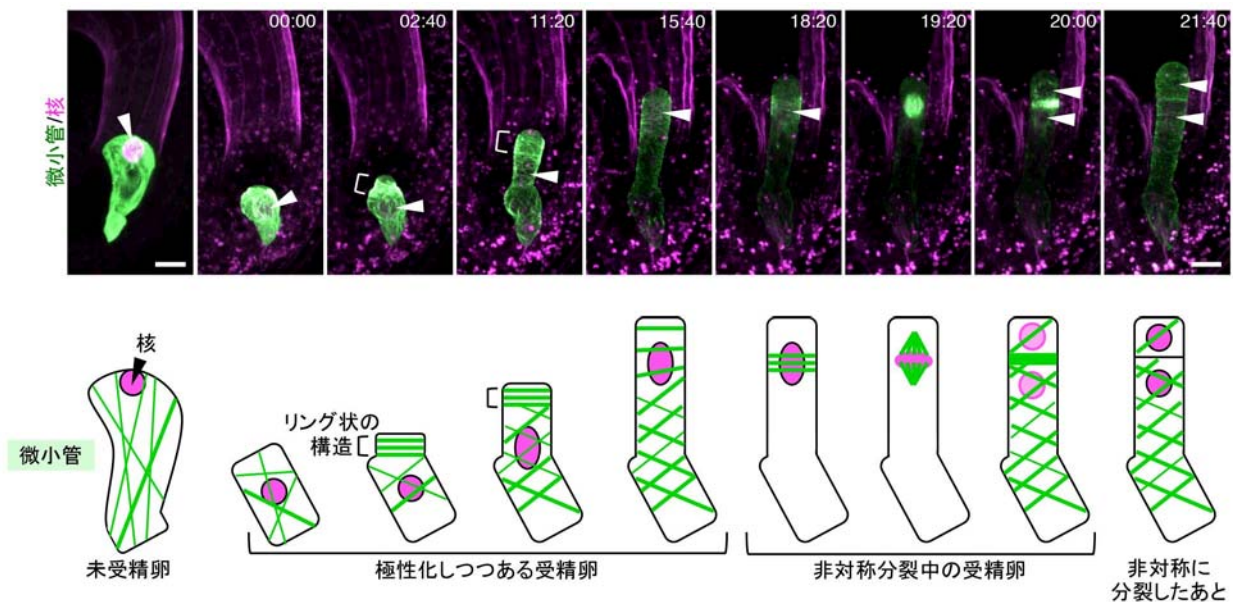 00:00
02:40
11:20
15:40
18:20
19:20
20:00
21:40
微小管/核
核
リング状の
構造
微小管
未受精卵
極性化しつつある受精卵
非対称分裂中の受精卵
非対称に
分裂したあと